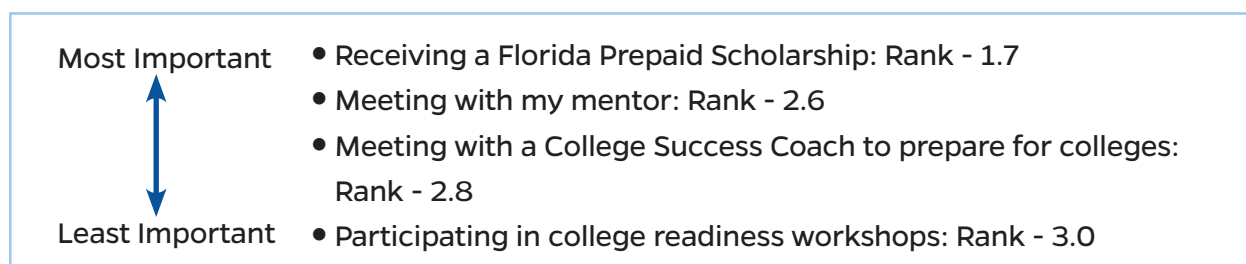 Most Important
• Receiving a Florida Prepaid Scholarship: Rank - 1.7
• Meeting with my mentor: Rank - 2.6
• Meeting with a College Success Coach to prepare for colleges:
Rank - 2.8
Least Important
• Participating in college readiness workshops: Rank - 3.0